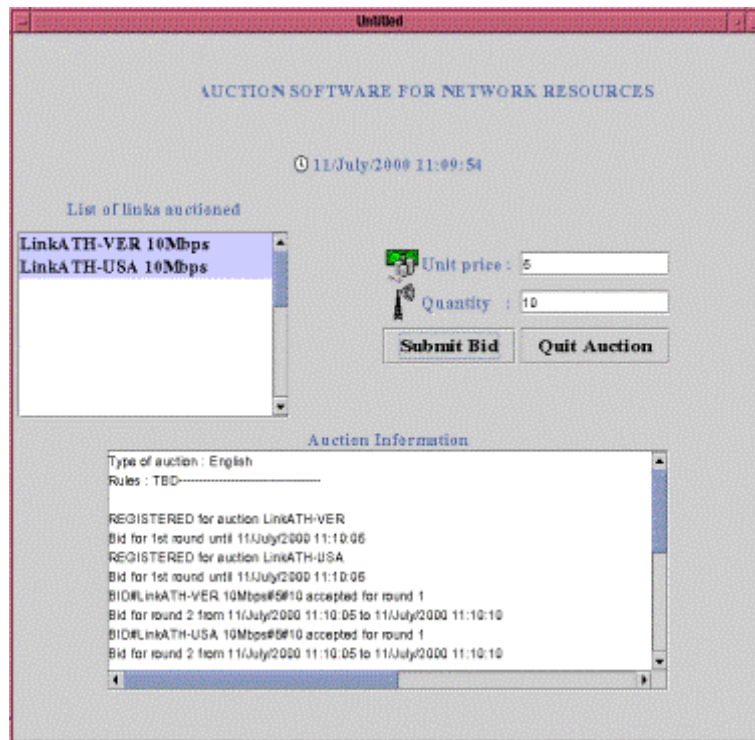 Untitled
AUCTION SOFTWARE FOR NETWORK RESOURCES
11/July/2000 11:09:54
List of links auctioned
LinkATH-VER 10Mbps
LinkATH-USA 10Mbps
Unit price : 5
Quantity : 10
Submit Bid Quit Auction
Auction Information
Type of auction : English
Rules : TBD--------------------------------
REGISTERED for auction LinkATH-VER
Bid for 1st round until 11/July/2000 11:10:05
REGISTERED for auction LinkATH-USA
Bid for 1st round until 11/July/2000 11:10:05
BID#LinkATH-VER 10Mbps#5#10 accepted for round 1
Bid for round 2 from 11/July/2000 11:10:05 to 11/July/2000 11:10:10
BID#LinkATH-USA 10Mbps#5#10 accepted for round 1
Bid for round 2 from 11/July/2000 11:10:05 to 11/July/2000 11:10:10